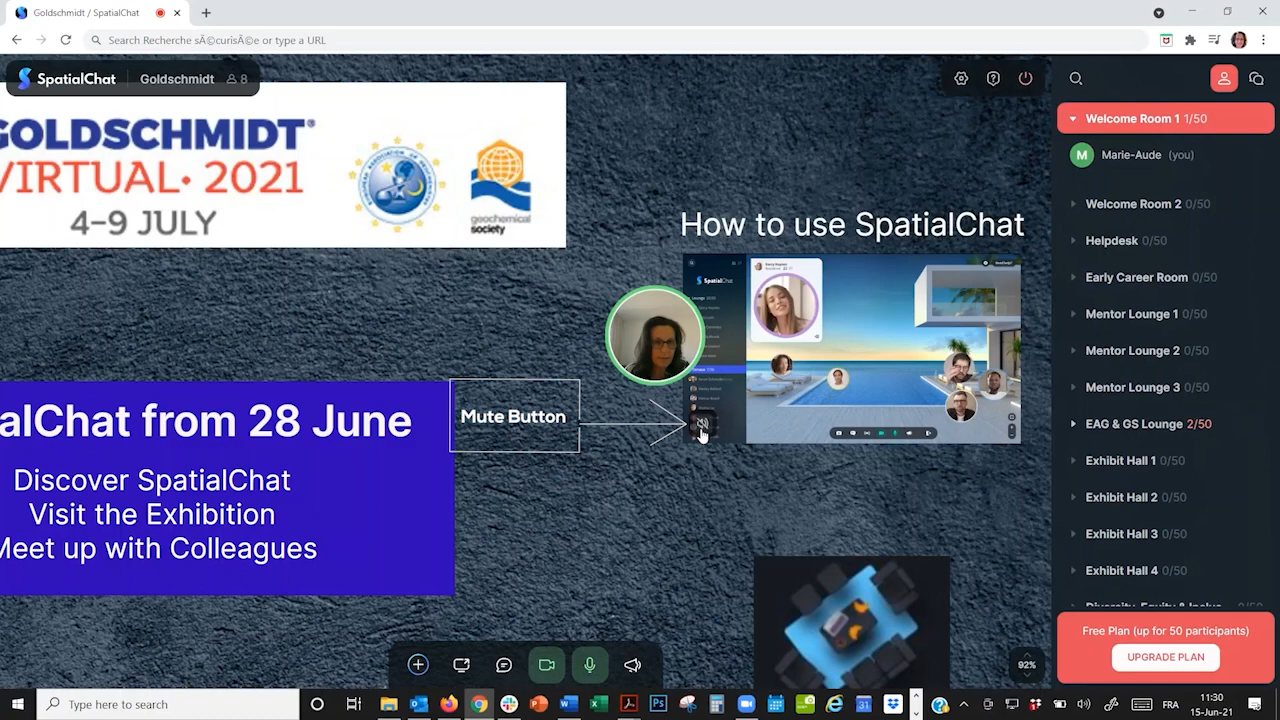 Goldschmidt / SpatialChat
Search Recherche sÃ©curisÃ©e or type a URL
SpatialChat
Goldschmidt
8
GOLDSCHMIDT®
VIRTUAL • 2021
4–9 JULY
geochemical
society
How to use SpatialChat
SpatialChat
Mute Button
alChat from 28 June
Discover SpatialChat
Visit the Exhibition
Meet up with Colleagues
Welcome Room 1 1/50
M
Marie-Aude (you)
Welcome Room 2 0/50
Helpdesk 0/50
Early Career Room 0/50
Mentor Lounge 1 0/50
Mentor Lounge 2 0/50
Mentor Lounge 3 0/50
EAG & GS Lounge 2/50
Exhibit Hall 1 0/50
Exhibit Hall 2 0/50
Exhibit Hall 3 0/50
Exhibit Hall 4 0/50
Free Plan (up for 50 participants)
UPGRADE PLAN
92%
Type here to search
FRA
11:30
15-Jun-21